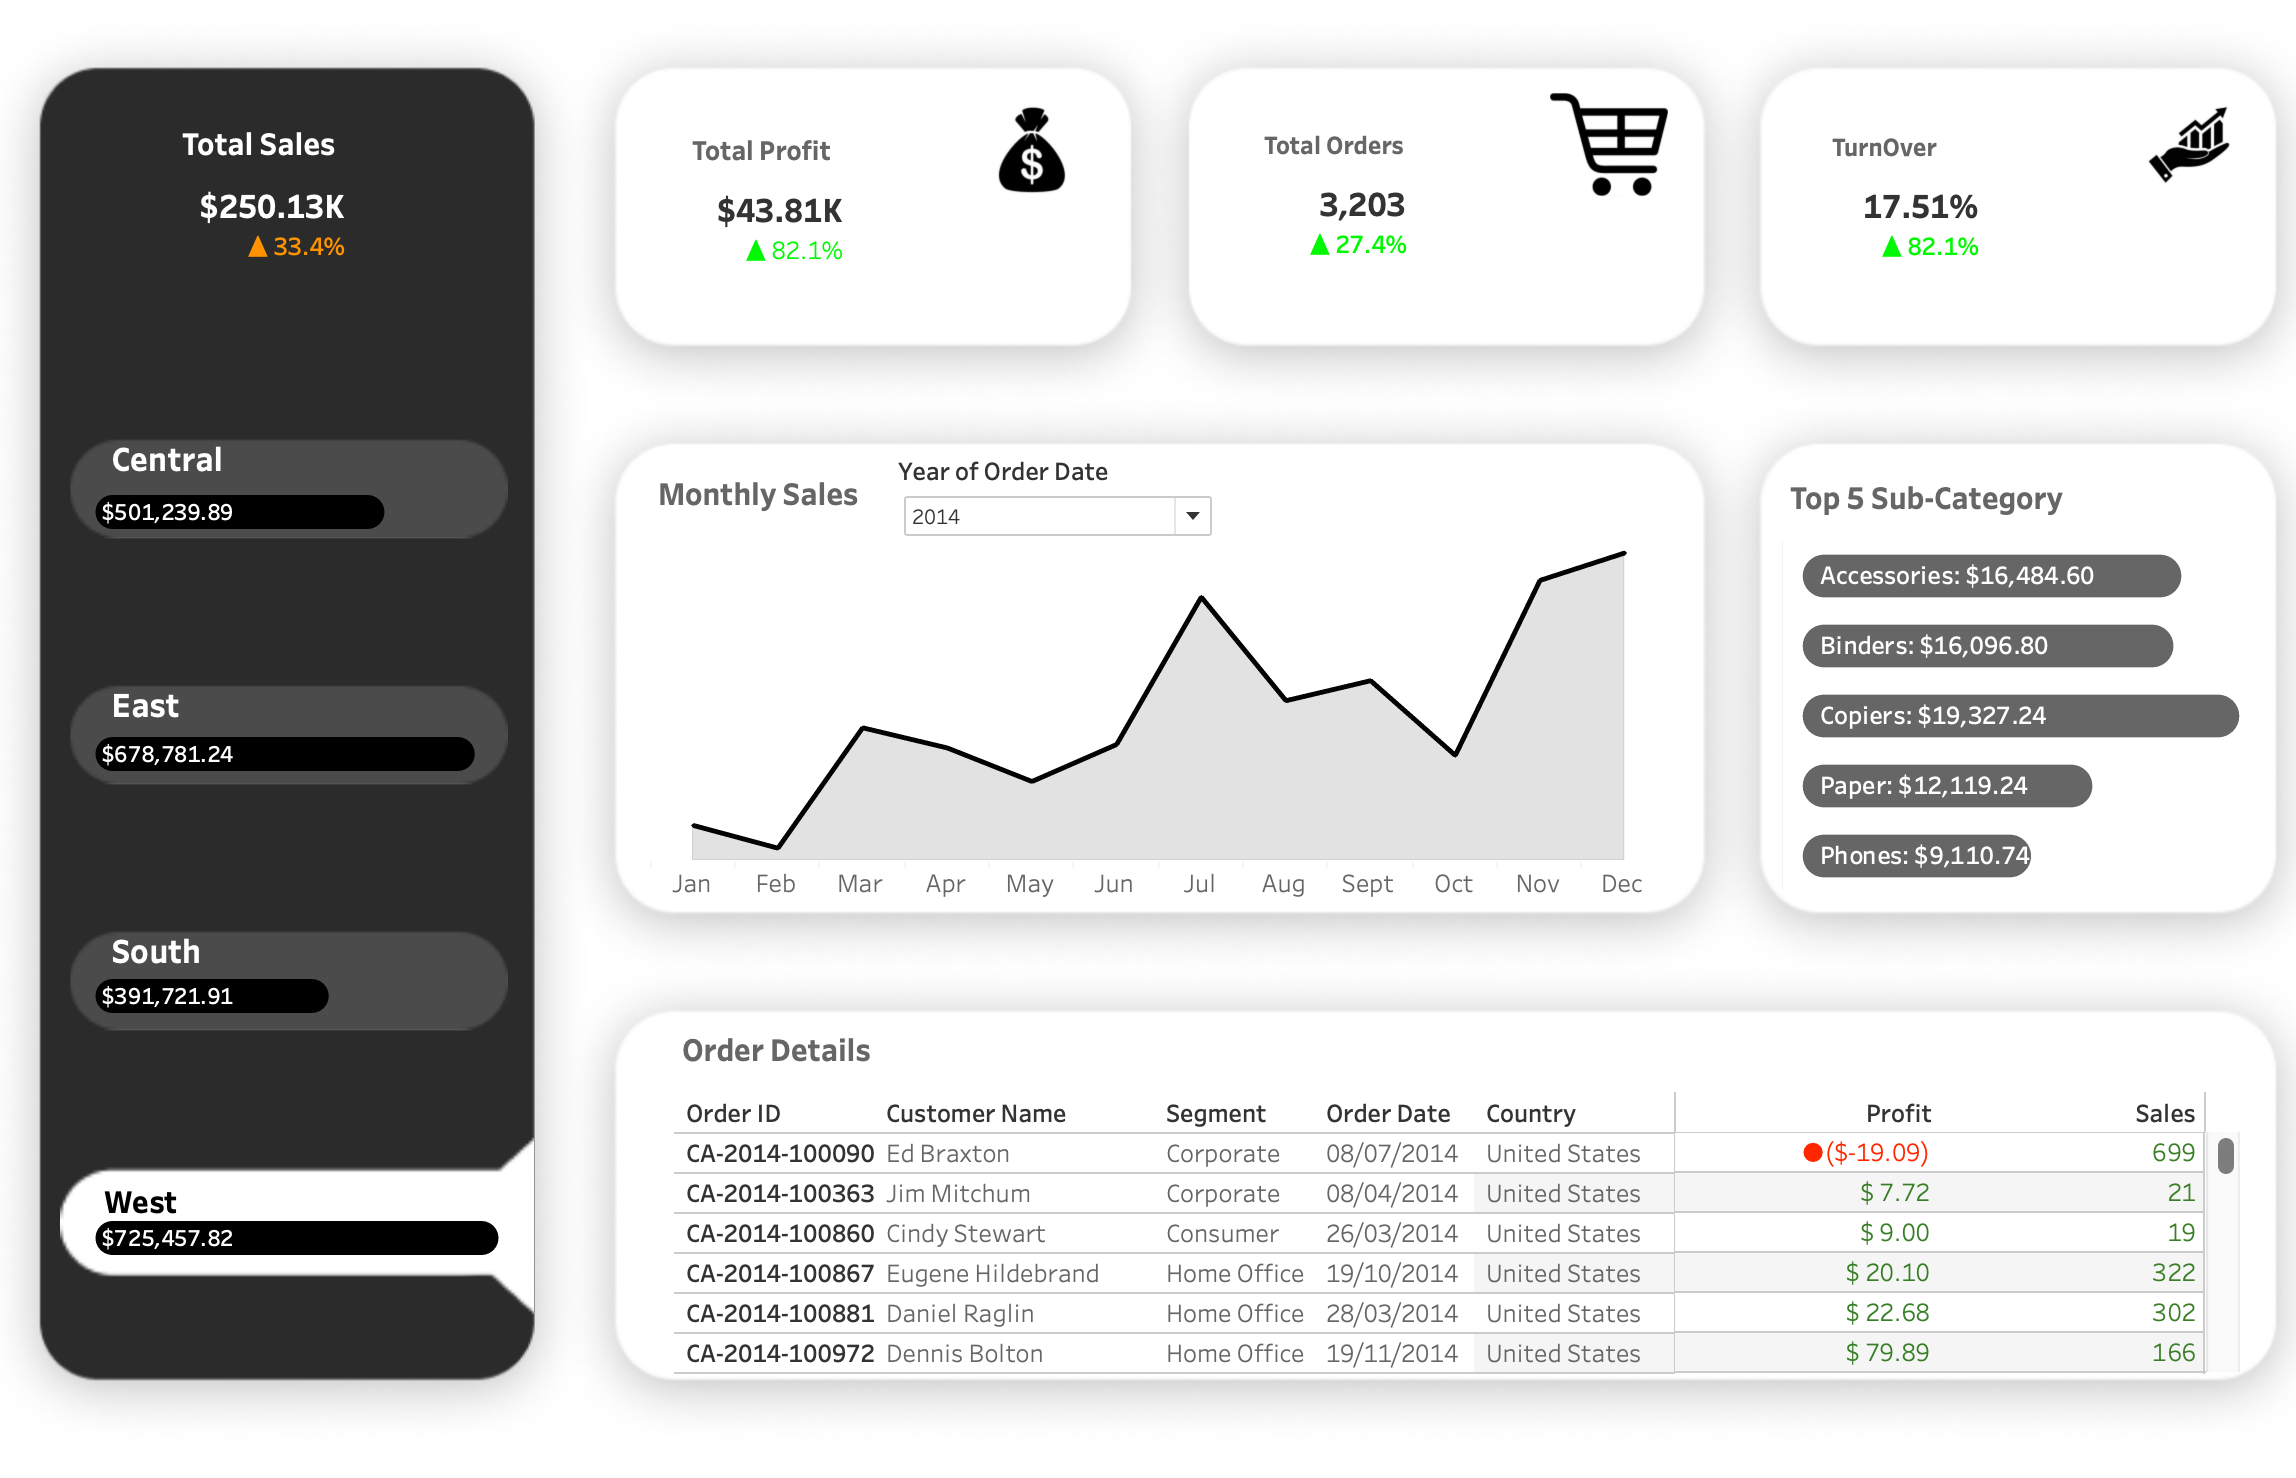 Total Sales
$250.13K
▲ 33.4%
Central
$501,239.89
East
$678,781.24
South
$391,721.91
West
$725,457.82
Total Profit
$43.81K
▲ 82.1%
$
Total Orders
3,203
▲ 27.4%
TurnOver
17.51%
▲ 82.1%
Monthly Sales
Year of Order Date
2014
Jan Feb Mar Apr May Jun Jul Aug Sept Oct Nov Dec
Top 5 Sub-Category
Accessories: $16,484.60
Binders: $16,096.80
Copiers: $19,327.24
Paper: $12,119.24
Phones: $9,110.74
Order Details
Order ID Customer Name Segment Order Date Country Profit Sales
CA-2014-100090 Ed Braxton Corporate 08/07/2014 United States ●($-19.09) 699
CA-2014-100363 Jim Mitchum Corporate 08/04/2014 United States $ 7.72 21
CA-2014-100860 Cindy Stewart Consumer 26/03/2014 United States $ 9.00 19
CA-2014-100867 Eugene Hildebrand Home Office 19/10/2014 United States $ 20.10 322
CA-2014-100881 Daniel Raglin Home Office 28/03/2014 United States $ 22.68 302
CA-2014-100972 Dennis Bolton Home Office 19/11/2014 United States $ 79.89 166